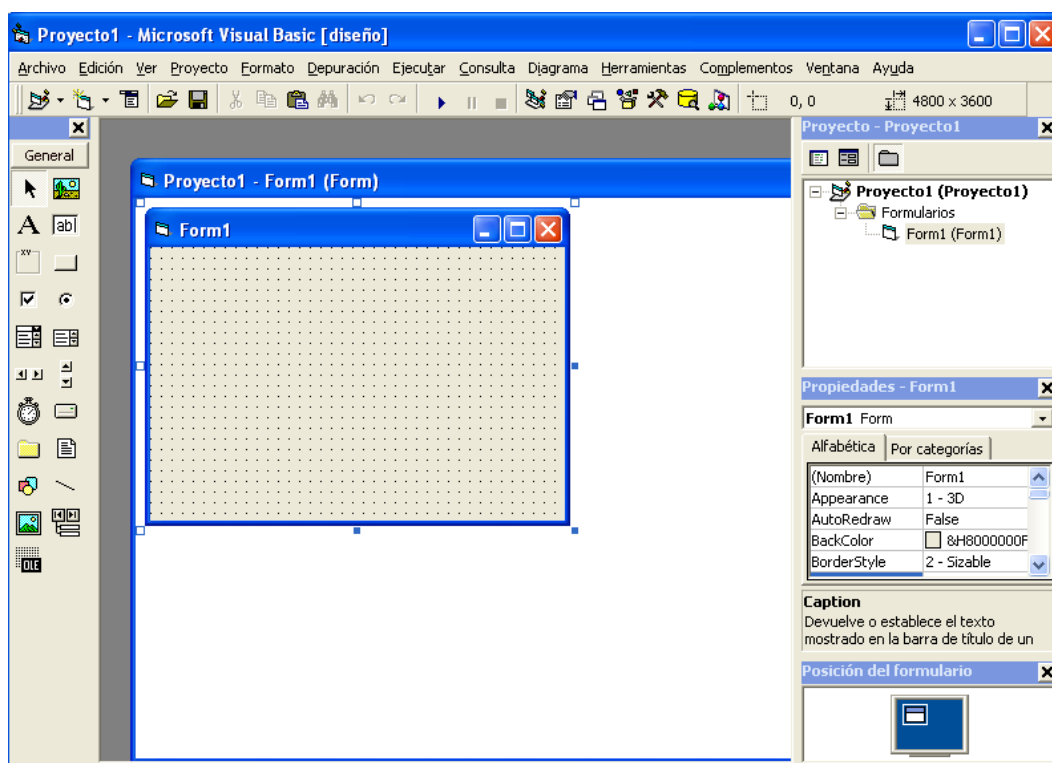 Proyecto1 - Microsoft Visual Basic [diseño]
Archivo Edición Ver Proyecto Formato Depuración Ejecutar Consulta Diagrama Herramientas Complementos Ventana Ayuda
0, 0 4800 x 3600
General
A ab
XY
OLE
Proyecto1 - Form1 (Form)
Form1
Proyecto - Proyecto1
Proyecto1 (Proyecto1)
Formularios
Form1 (Form1)
Propiedades - Form1
Form1 Form
Alfabética Por categorías
(Nombre) Form1
Appearance 1 - 3D
AutoRedraw False
BackColor &H8000000F
BorderStyle 2 - Sizable
Caption
Devuelve o establece el texto
mostrado en la barra de título de un
Posición del formulario